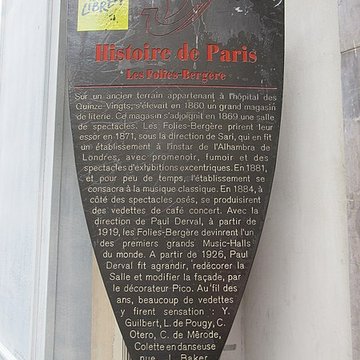 LIBRE
Histoire de Paris
Les Folies-Bergère
Sur un ancien terrain appartenant à l'hôpital des
Quinze-Vingts, s'élevait en 1860 un grand magasin
de literie. Ce magasin s'adjoignit en 1869 une salle
de spectacles. Les Folies-Bergère prirent leur
essor en 1871, sous la direction de Sari, qui en fit
un établissement à l'instar de l'Alhambra de
Londres, avec promenoir, fumoir et des
spectacles d'exhibitions excentriques. En 1881,
et pour peu de temps, l'établissement se
consacra à la musique classique. En 1884, à
côté des spectacles osés, se produisirent
des vedettes de café concert. Avec la
direction de Paul Derval, à partir de
1919, les Folies-Bergère devinrent l'un
des premiers grands Music-Halls
du monde. A partir de 1926, Paul
Derval fit agrandir, redécorer la
Salle et modifier la façade, par
le décorateur Pico. Au fil des
ans, beaucoup de vedettes
y firent sensation : Y.
Guilbert, L. de Pougy, C.
Otero, C. de Mérode,
Colette en danseuse
nue, J. Baker,